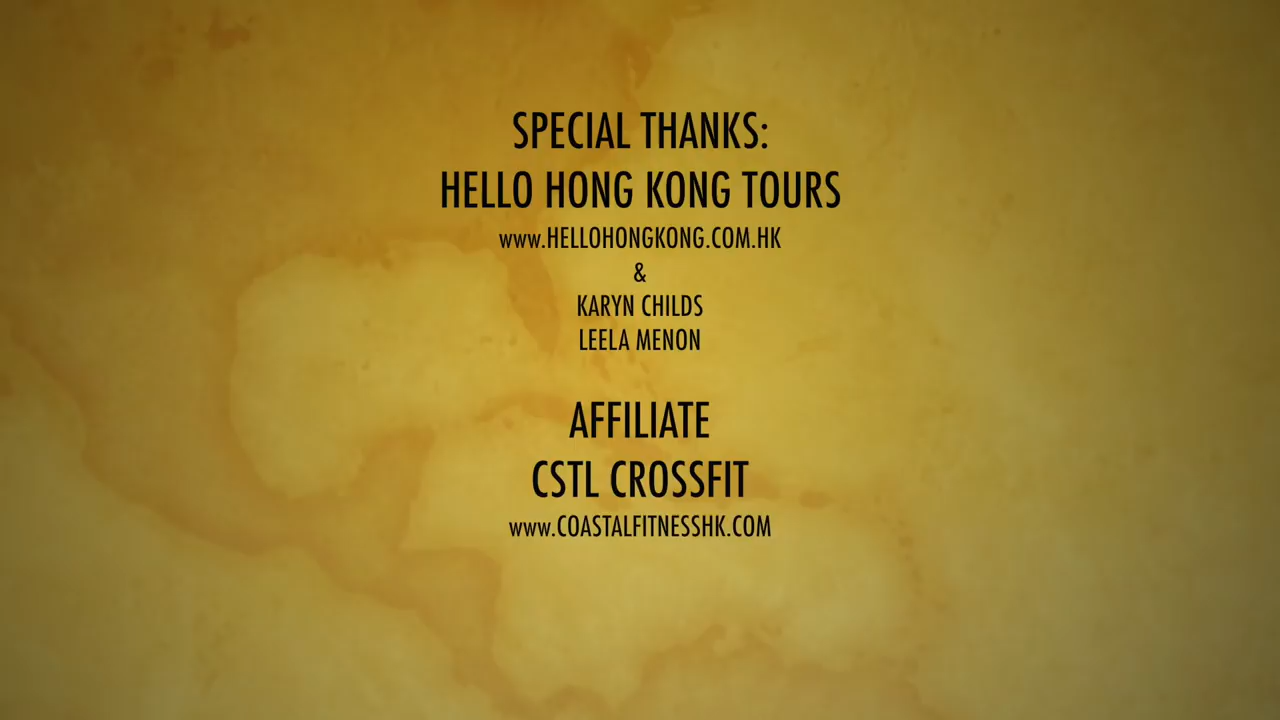 SPECIAL THANKS:
HELLO HONG KONG TOURS
www.HELLOHONGKONG.COM.HK
&
KARYN CHILDS
LEELA MENON
AFFILIATE
CSTL CROSSFIT
www.COASTALFITNESSHK.COM